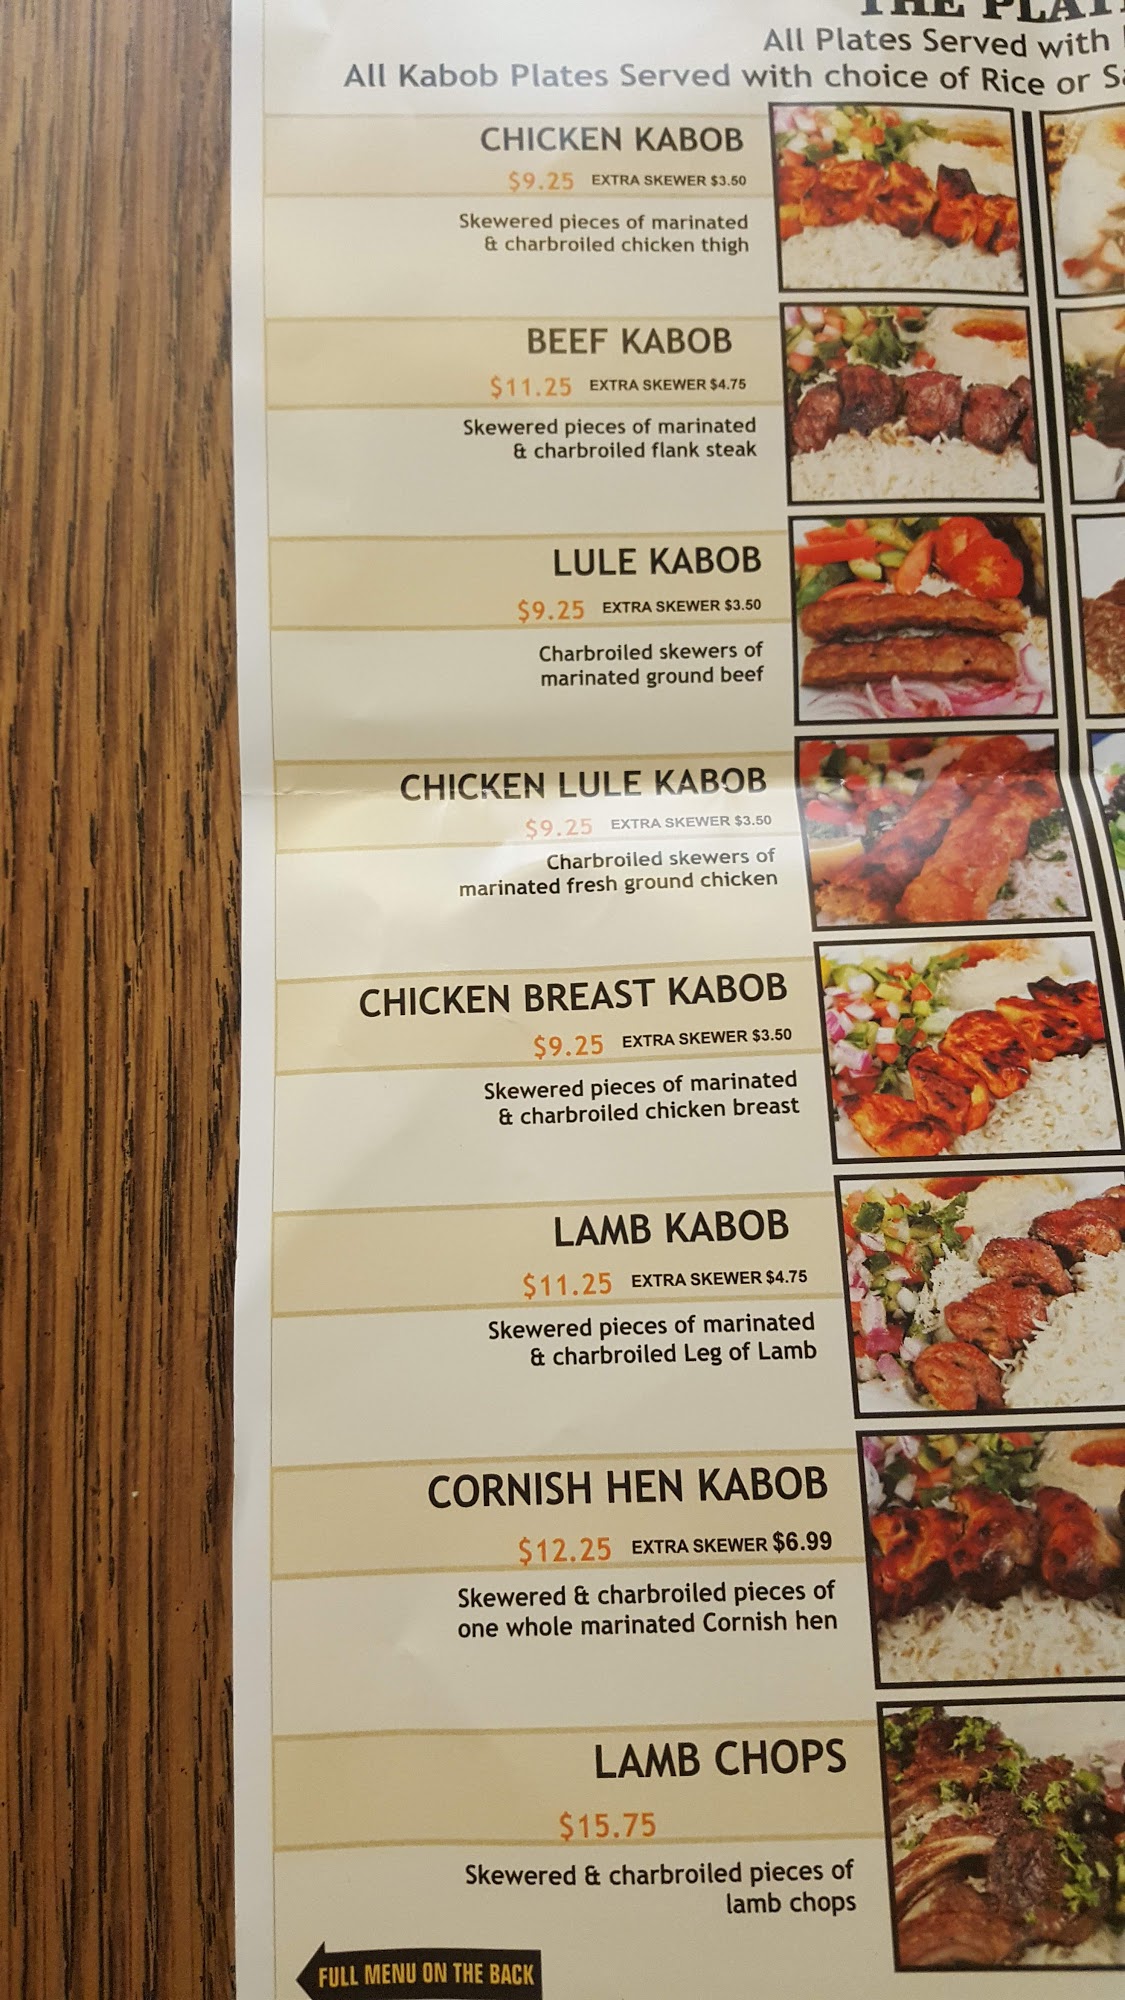 THE
All Plates Served with
All Kabob Plates Served with choice of Rice or
CHICKEN KABOB
$9.25 EXTRA SKEWER $3.50
Skewered pieces of marinated
& charbroiled chicken thigh
BEEF KABOB
$11.25 EXTRA SKEWER $4.75
Skewered pieces of marinated
& charbroiled flank steak
LULE KABOB
$9.25 EXTRA SKEWER $3.50
Charbroiled skewers of
marinated ground beef
CHICKEN LULE KABOB
$9.25 EXTRA SKEWER $3.50
Charbroiled skewers of
marinated fresh ground chicken
CHICKEN BREAST KABOB
$9.25 EXTRA SKEWER $3.50
Skewered pieces of marinated
& charbroiled chicken breast
LAMB KABOB
$11.25 EXTRA SKEWER $4.75
Skewered pieces of marinated
& charbroiled Leg of Lamb
CORNISH HEN KABOB
$12.25 EXTRA SKEWER $6.99
Skewered & charbroiled pieces of
one whole marinated Cornish hen
LAMB CHOPS
$15.75
Skewered & charbroiled pieces of
lamb chops
FULL MENU ON THE BACK